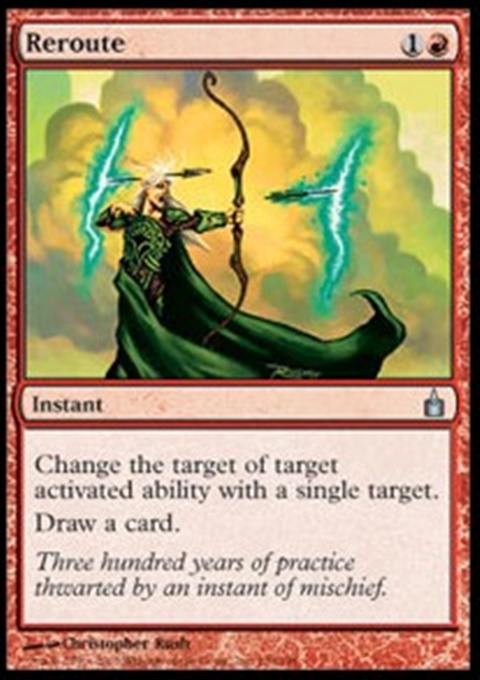 Reroute 1
Instant
Change the target of target
activated ability with a single target.
Draw a card.
Three hundred years of practice
thwarted by an instant of mischief.
Christopher Rush